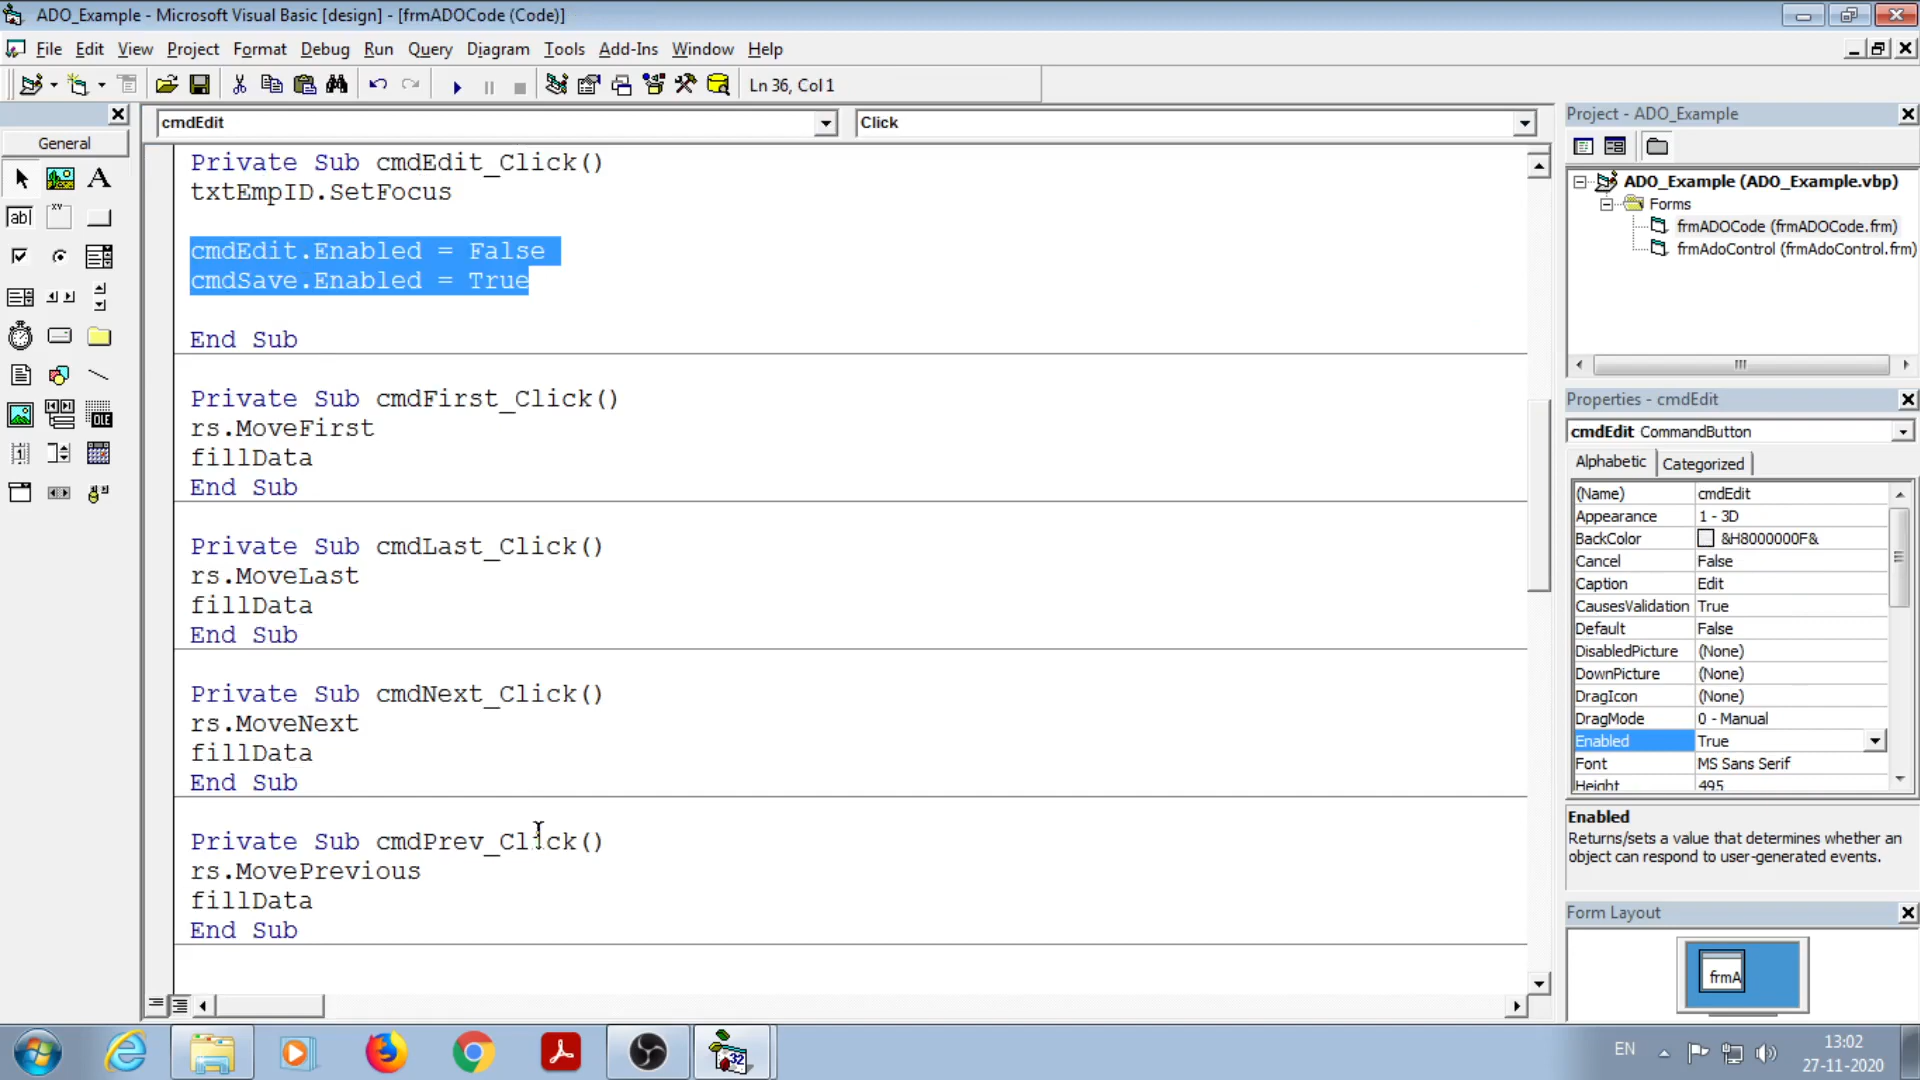 ADO_Example - Microsoft Visual Basic [design] - [frmADOCode (Code)]
File Edit View Project Format Debug Run Query Diagram Tools Add-Ins Window Help
Ln 36, Col 1
General
cmdEdit
Click
Private Sub cmdEdit_Click()
txtEmpID.SetFocus
cmdEdit.Enabled = False
cmdSave.Enabled = True
End Sub
Private Sub cmdFirst_Click()
rs.MoveFirst
fillData
End Sub
Private Sub cmdLast_Click()
rs.MoveLast
fillData
End Sub
Private Sub cmdNext_Click()
rs.MoveNext
fillData
End Sub
Private Sub cmdPrev_Click()
rs.MovePrevious
fillData
End Sub
Project - ADO_Example
ADO_Example (ADO_Example.vbp)
Forms
frmADOCode (frmADOCode.frm)
frmAdoControl (frmAdoControl.frm)
Properties - cmdEdit
cmdEdit CommandButton
Alphabetic Categorized
(Name) cmdEdit
Appearance 1 - 3D
BackColor &H8000000F&
Cancel False
Caption Edit
CausesValidation True
Default False
DisabledPicture (None)
DownPicture (None)
DragIcon (None)
DragMode 0 - Manual
Enabled True
Font MS Sans Serif
Height 495
Enabled
Returns/sets a value that determines whether an
object can respond to user-generated events.
Form Layout
frmA
EN
13:02
27-11-2020